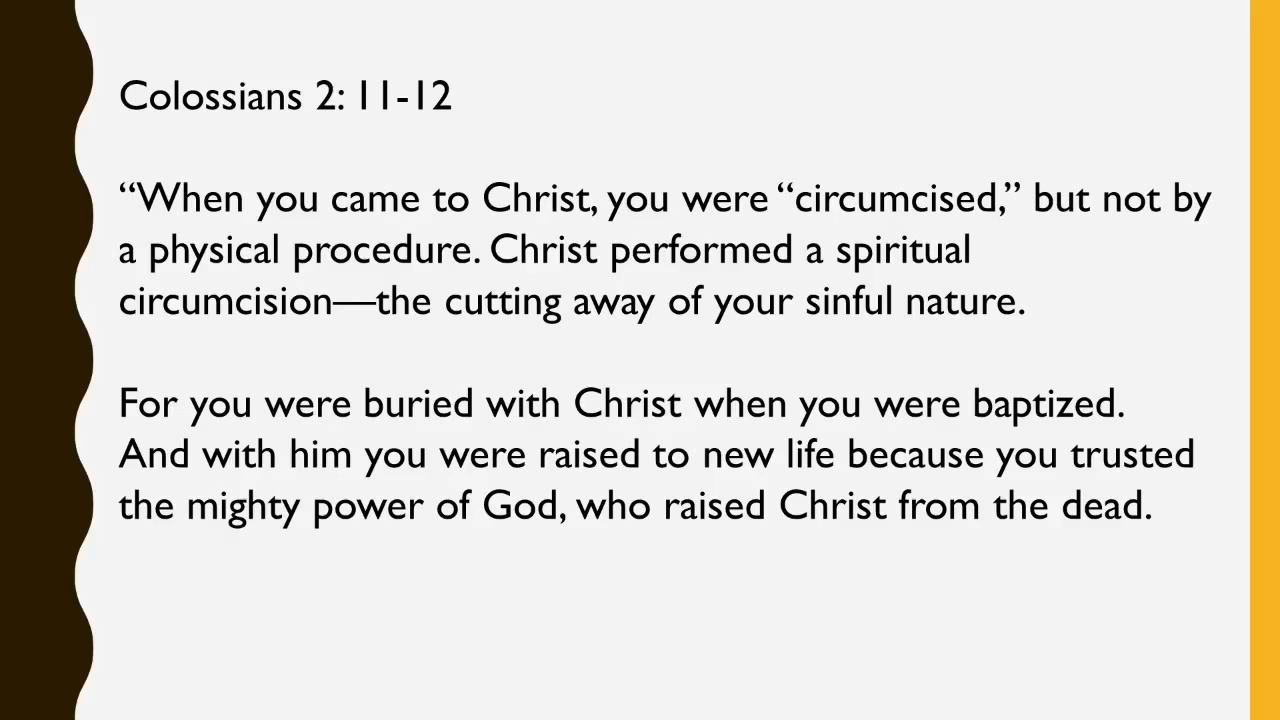 Colossians 2: 11-12
“When you came to Christ, you were “circumcised,” but not by
a physical procedure. Christ performed a spiritual
circumcision—the cutting away of your sinful nature.
For you were buried with Christ when you were baptized.
And with him you were raised to new life because you trusted
the mighty power of God, who raised Christ from the dead.